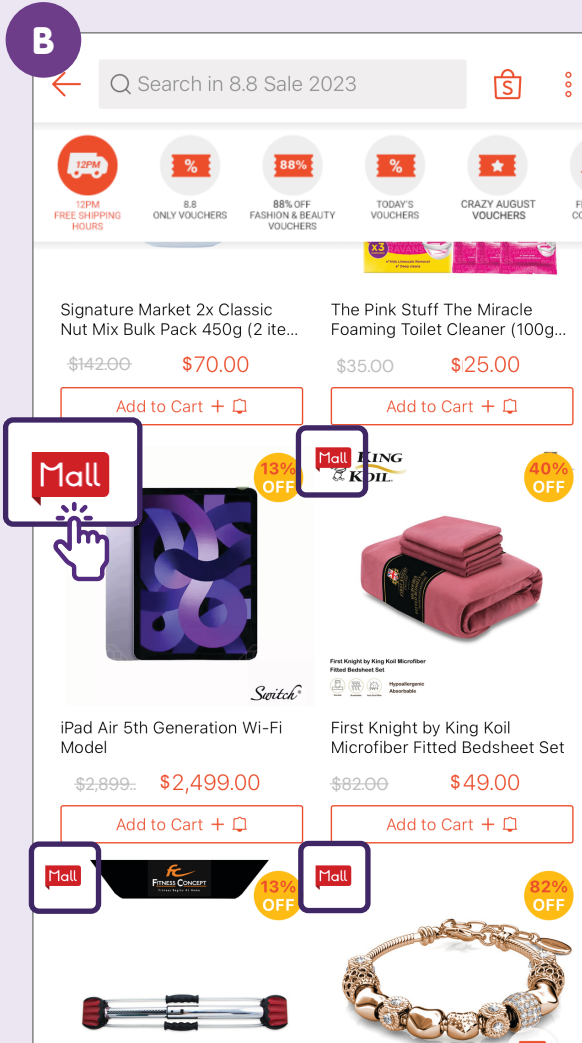 B
Search in 8.8 Sale 2023
S
12PM
%
88%
%
12PM
FREE SHIPPING
HOURS
8.8
ONLY VOUCHERS
88% OFF
FASHION & BEAUTY
VOUCHERS
TODAY'S
VOUCHERS
CRAZY AUGUST
VOUCHERS
x3
Signature Market 2x Classic
Nut Mix Bulk Pack 450g (2 ite...
The Pink Stuff The Miracle
Foaming Toilet Cleaner (100g...
$142.00 $70.00
$35.00 $25.00
Add to Cart +
Add to Cart +
Mall
13%
OFF
Mall
KING
KOIL
40%
OFF
Switch
First Knight by King Koil Microfiber
Fitted Bedsheet Set
Hypoallergenic
Absorbable
iPad Air 5th Generation Wi-Fi
Model
First Knight by King Koil
Microfiber Fitted Bedsheet Set
$2,899.. $2,499.00
$82.00 $49.00
Add to Cart +
Add to Cart +
Mall
FC
FITNESS CONCEPT
Fitness Begins At Home
13%
OFF
Mall
82%
OFF